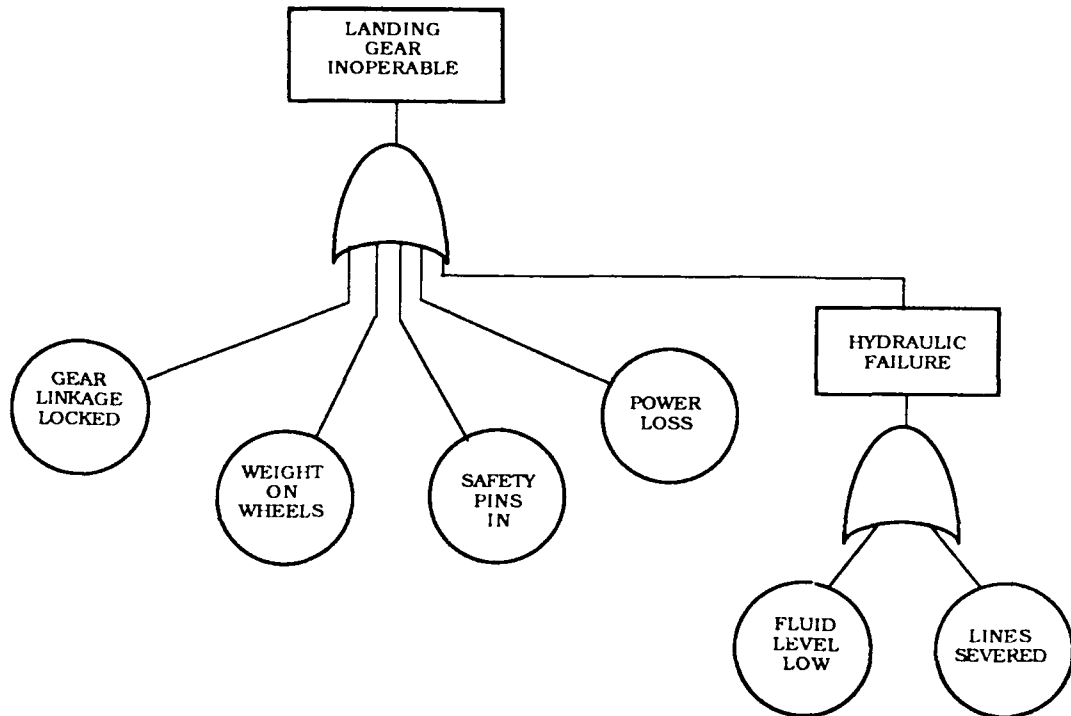 LANDING
GEAR
INOPERABLE
HYDRAULIC
FAILURE
GEAR
LINKAGE
LOCKED
POWER
LOSS
WEIGHT
ON
WHEELS
SAFETY
PINS
IN
FLUID
LEVEL
LOW
LINES
SEVERED